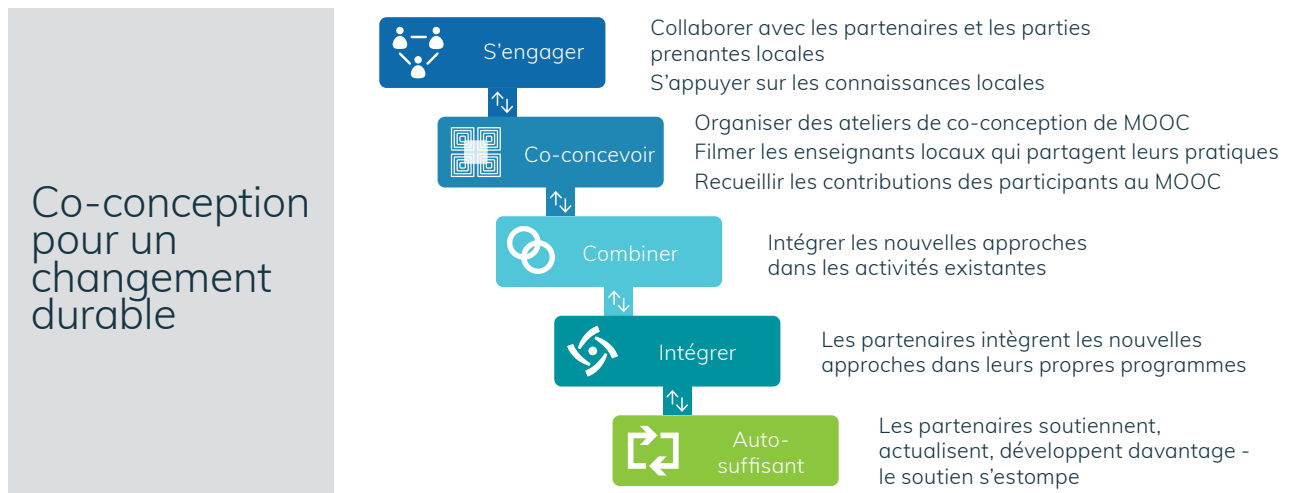 Co-conception
pour un
changement
durable
S'engager
Collaborer avec les partenaires et les parties
prenantes locales
S'appuyer sur les connaissances locales
Co-concevoir
Organiser des ateliers de co-conception de MOOC
Filmer les enseignants locaux qui partagent leurs pratiques
Recueillir les contributions des participants au MOOC
Combiner
Intégrer les nouvelles approches
dans les activités existantes
Intégrer
Les partenaires intègrent les nouvelles
approches dans leurs propres programmes
Auto-
suffisant
Les partenaires soutiennent,
actualisent, développent davantage -
le soutien s'estompe